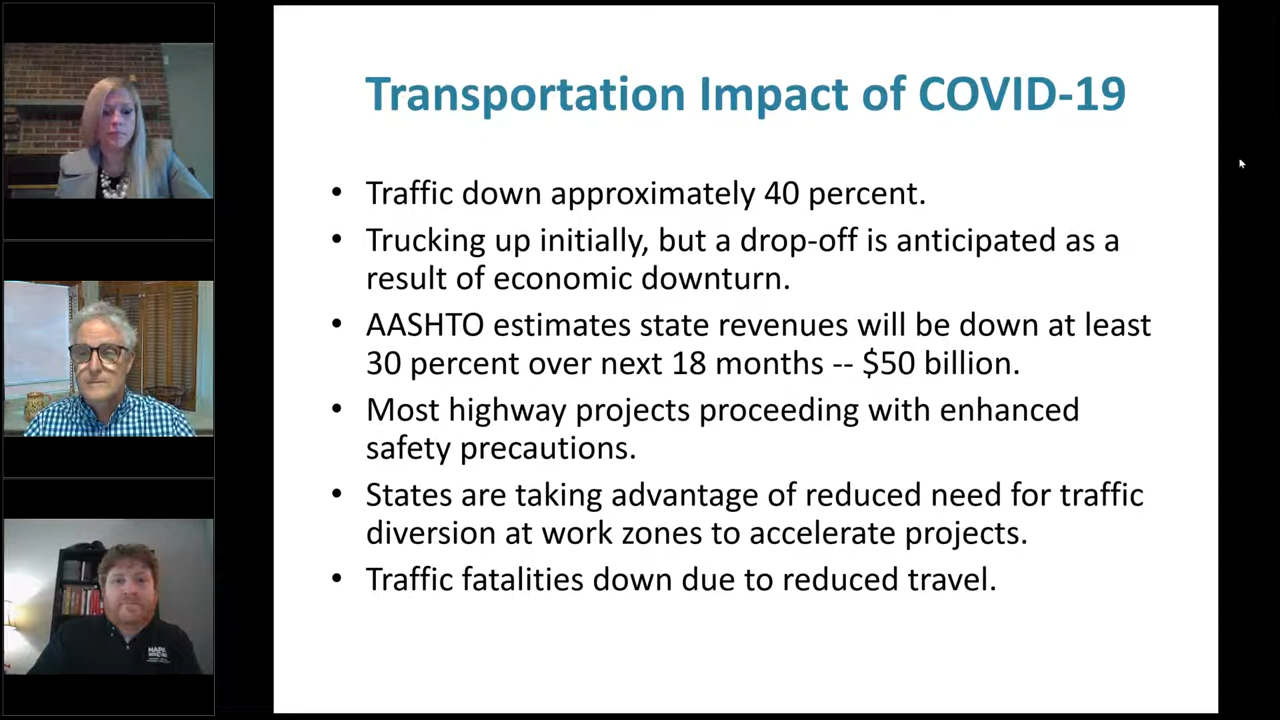 Transportation Impact of COVID-19
• Traffic down approximately 40 percent.
• Trucking up initially, but a drop-off is anticipated as a
result of economic downturn.
• AASHTO estimates state revenues will be down at least
30 percent over next 18 months -- $50 billion.
• Most highway projects proceeding with enhanced
safety precautions.
• States are taking advantage of reduced need for traffic
diversion at work zones to accelerate projects.
• Traffic fatalities down due to reduced travel.